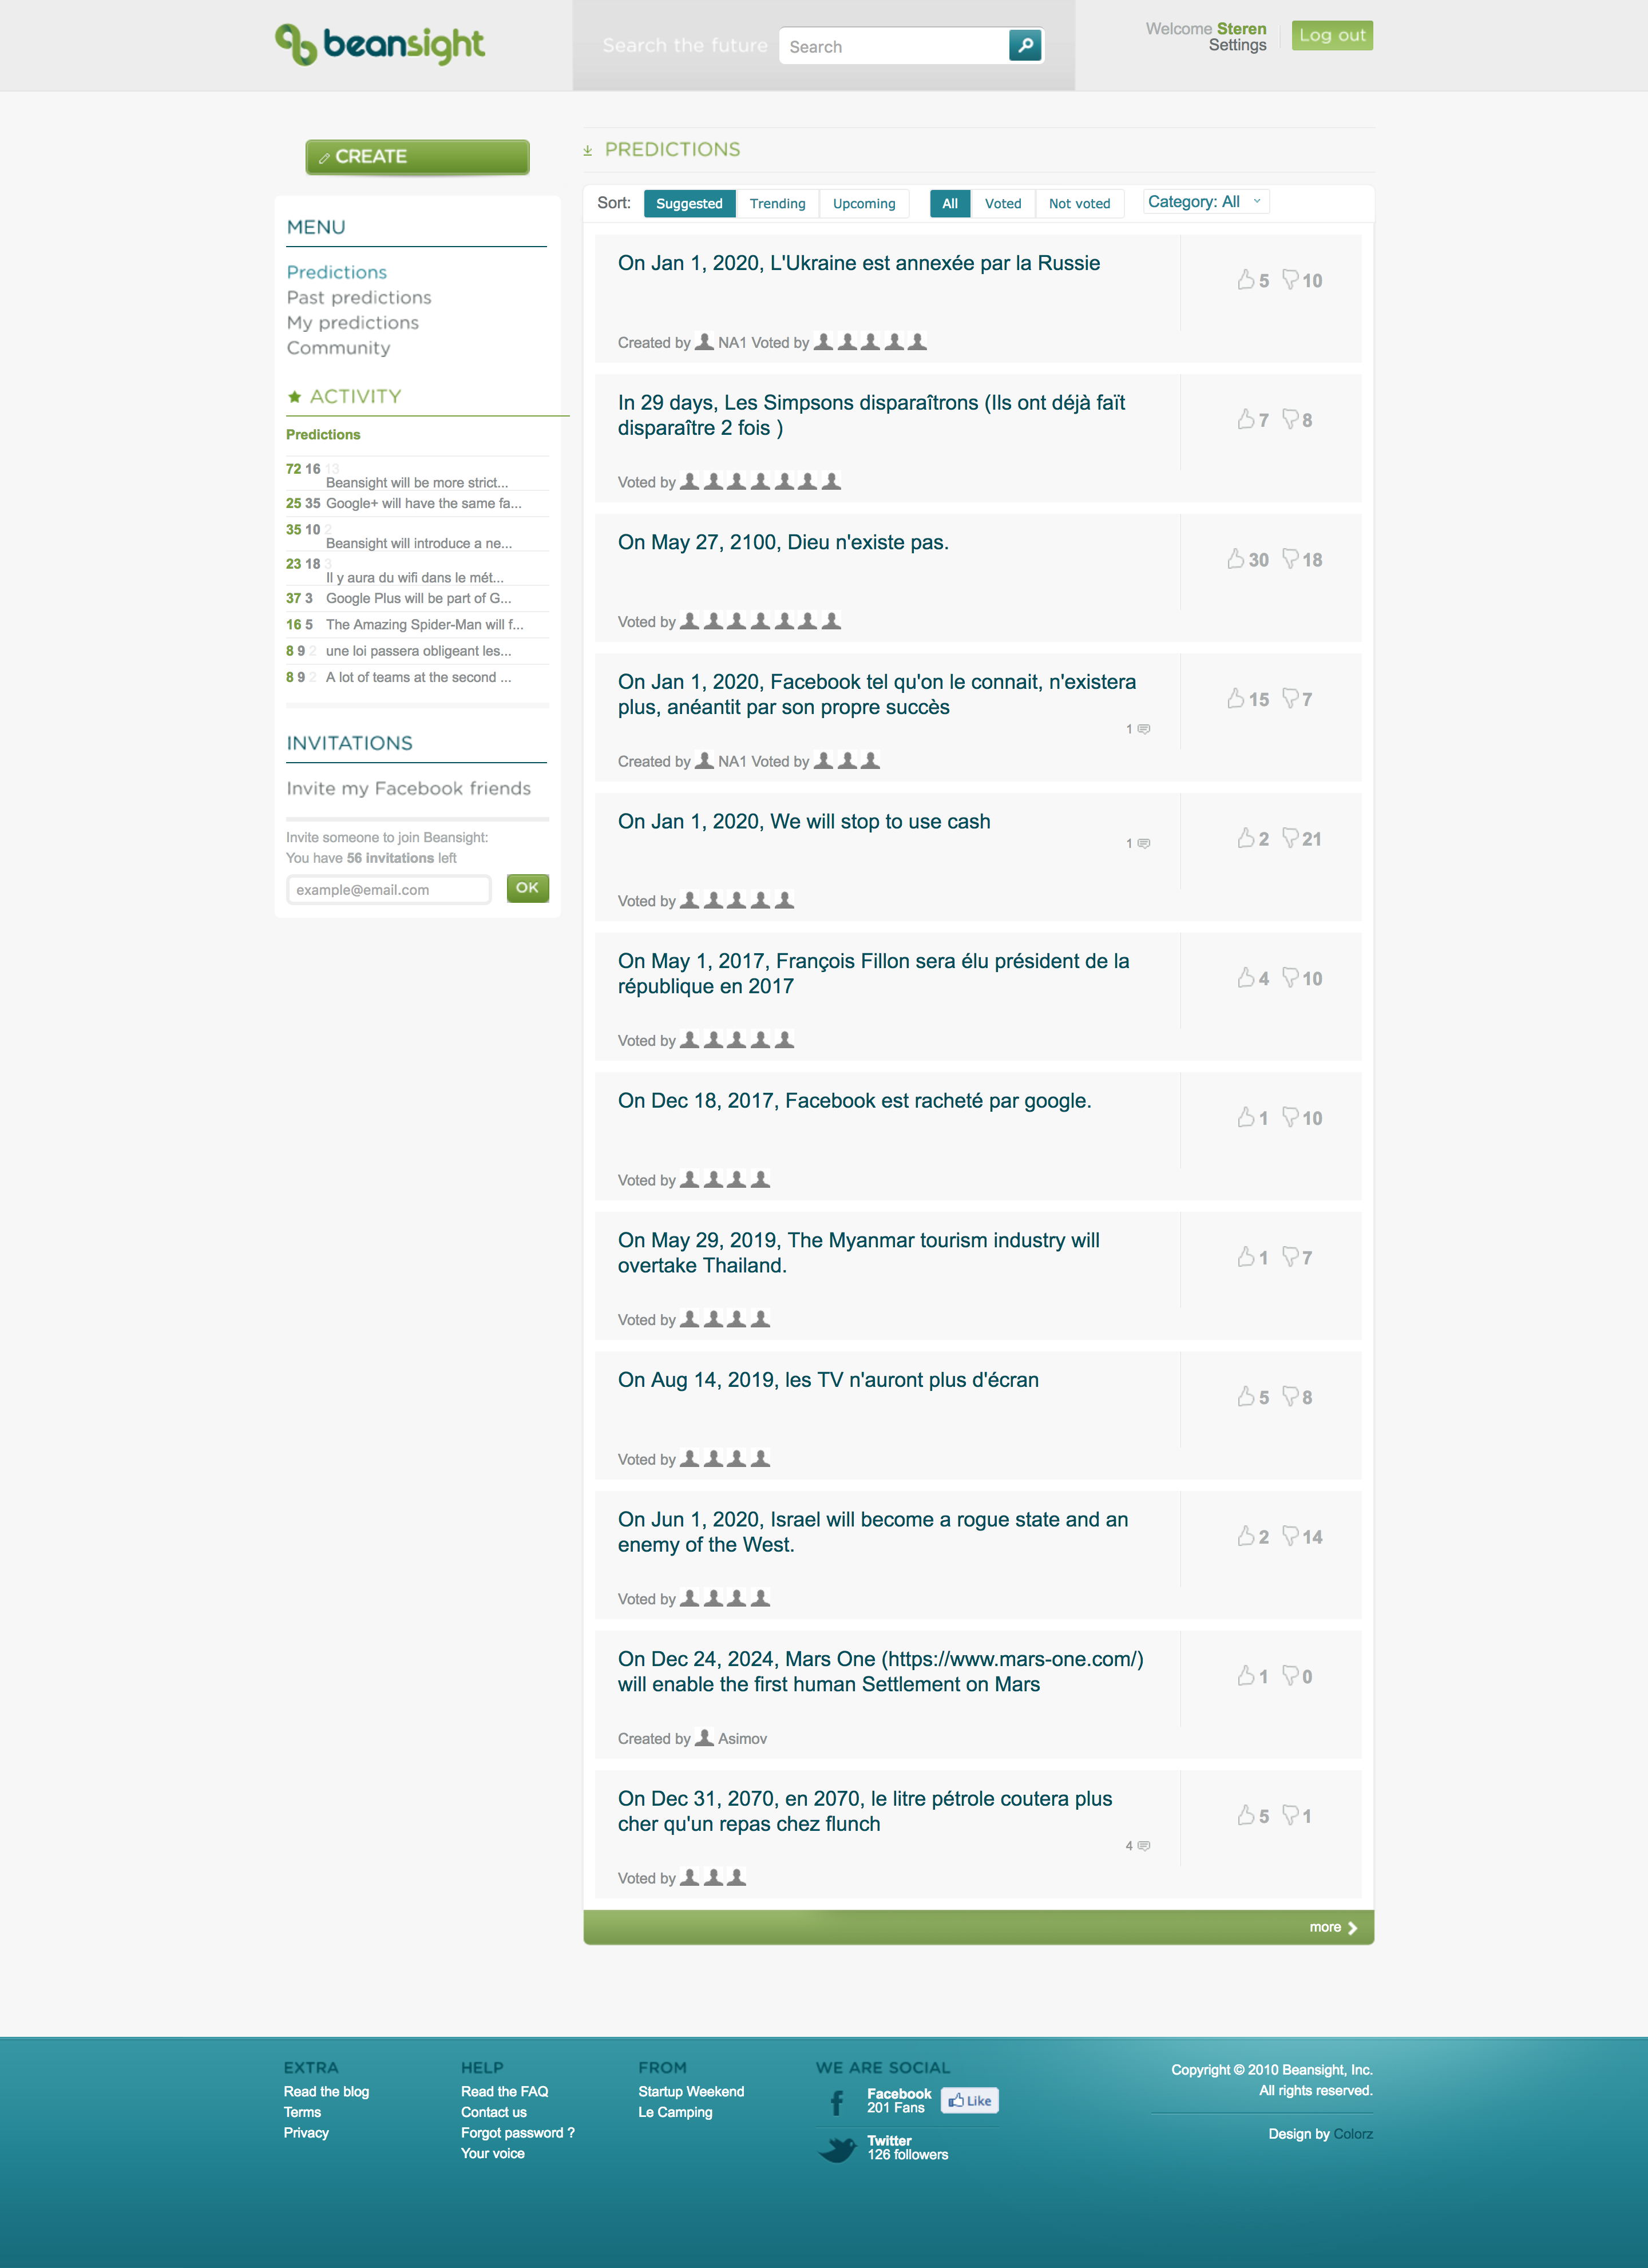 beansight
Search the future
Search
Welcome Steren
Settings
Log out
CREATE
MENU
Predictions
Past predictions
My predictions
Community
ACTIVITY
Predictions
72 16 13
Beansight will be more strict...
25 35 Google+ will have the same fa...
35 10 2
Beansight will introduce a ne...
23 18 3
Il y aura du wifi dans le mét...
37 3 Google Plus will be part of G...
16 5 The Amazing Spider-Man will f...
8 9 2 une loi passera obligeant les...
8 9 2 A lot of teams at the second ...
INVITATIONS
Invite my Facebook friends
Invite someone to join Beansight:
You have 56 invitations left
example@email.com
OK
PREDICTIONS
Sort: Suggested Trending Upcoming All Voted Not voted Category: All
On Jan 1, 2020, L'Ukraine est annexée par la Russie
5 10
Created by NA1 Voted by
In 29 days, Les Simpsons disparaîtrons (Ils ont déjà faït
disparaître 2 fois )
7 8
Voted by
On May 27, 2100, Dieu n'existe pas.
30 18
Voted by
On Jan 1, 2020, Facebook tel qu'on le connait, n'existera
plus, anéantit par son propre succès
15 7
1
Created by NA1 Voted by
On Jan 1, 2020, We will stop to use cash
2 21
1
Voted by
On May 1, 2017, François Fillon sera élu président de la
république en 2017
4 10
Voted by
On Dec 18, 2017, Facebook est racheté par google.
1 10
Voted by
On May 29, 2019, The Myanmar tourism industry will
overtake Thailand.
1 7
Voted by
On Aug 14, 2019, les TV n'auront plus d'écran
5 8
Voted by
On Jun 1, 2020, Israel will become a rogue state and an
enemy of the West.
2 14
Voted by
On Dec 24, 2024, Mars One (https://www.mars-one.com/)
will enable the first human Settlement on Mars
1 0
Created by Asimov
On Dec 31, 2070, en 2070, le litre pétrole coutera plus
cher qu'un repas chez flunch
5 1
4
Voted by
more
EXTRA
Read the blog
Terms
Privacy
HELP
Read the FAQ
Contact us
Forgot password ?
Your voice
FROM
Startup Weekend
Le Camping
WE ARE SOCIAL
Facebook
201 Fans
Like
Twitter
126 followers
Copyright © 2010 Beansight, Inc.
All rights reserved.
Design by Colorz